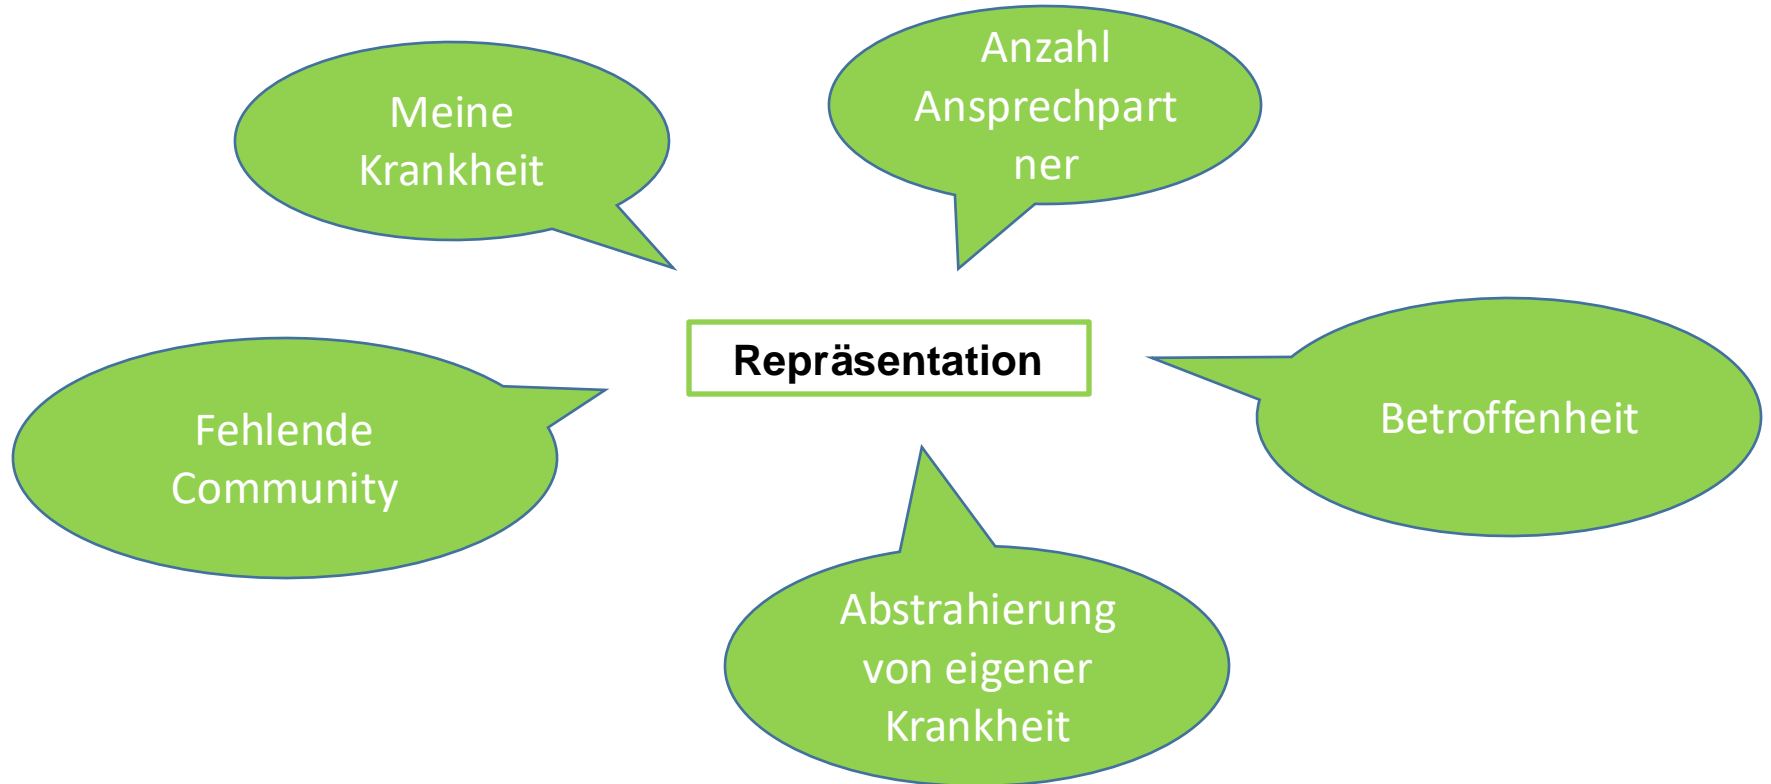 Meine
Krankheit
Anzahl
Ansprechpart
ner
Repräsentation
Fehlende
Community
Betroffenheit
Abstrahierung
von eigener
Krankheit